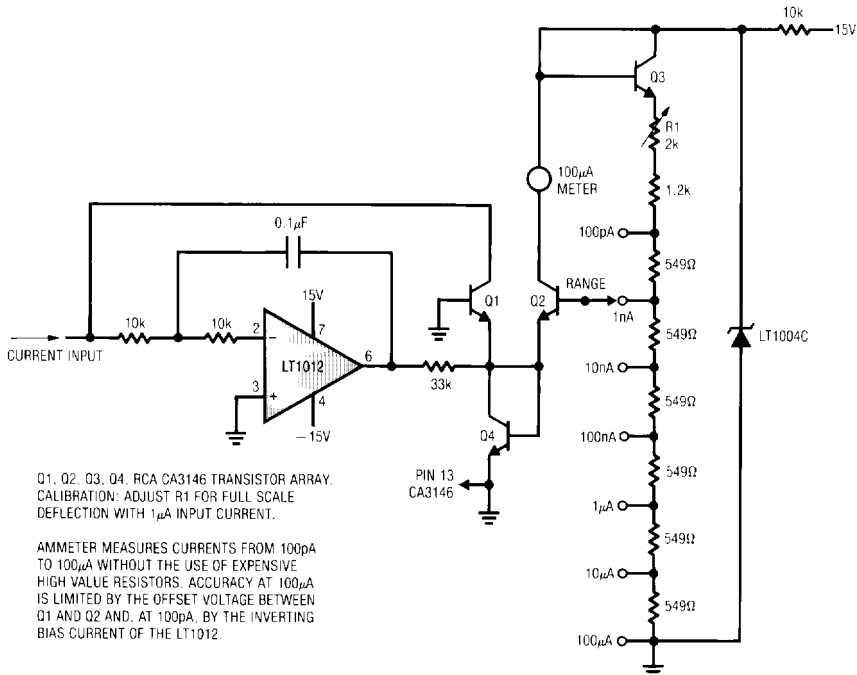 10k
15V
Q3
R1
2k
100µA
METER
1.2k
0.1µF
100pA
549Ω
15V
Q1
Q2
RANGE
1nA
10k
10k
2
−
7
LT1012
6
CURRENT INPUT
549Ω
LT1004C
3
+
4
−15V
33k
10nA
549Ω
Q4
100nA
PIN 13
CA3146
549Ω
1µA
549Ω
10µA
549Ω
100µA
Q1, Q2, Q3, Q4, RCA CA3146 TRANSISTOR ARRAY.
CALIBRATION: ADJUST R1 FOR FULL SCALE
DEFLECTION WITH 1µA INPUT CURRENT.
AMMETER MEASURES CURRENTS FROM 100pA
TO 100µA WITHOUT THE USE OF EXPENSIVE
HIGH VALUE RESISTORS. ACCURACY AT 100µA
IS LIMITED BY THE OFFSET VOLTAGE BETWEEN
Q1 AND Q2 AND, AT 100pA, BY THE INVERTING
BIAS CURRENT OF THE LT1012.